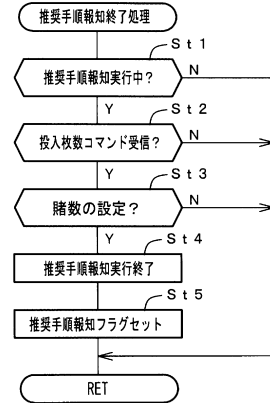 推奨手順報知終了処理
St1
推奨手順報知実行中？
N
Y
St2
投入枚数コマンド受信？
N
Y
St3
賭数の設定？
N
Y
St4
推奨手順報知実行終了
St5
推奨手順報知フラグセット
RET